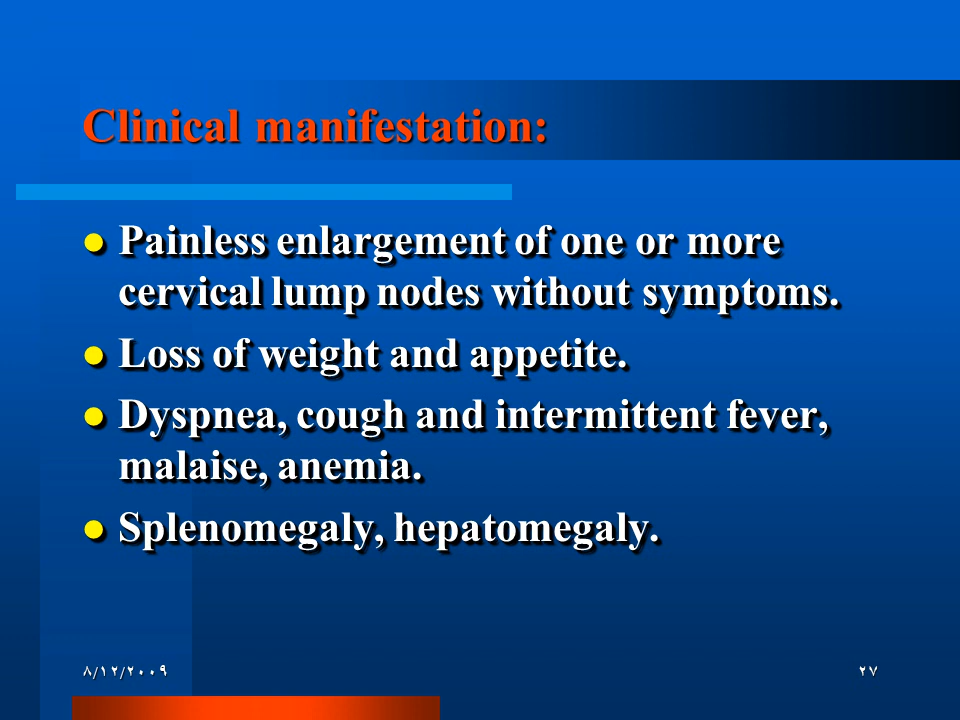 Clinical manifestation:
● Painless enlargement of one or more
cervical lump nodes without symptoms.
● Loss of weight and appetite.
● Dyspnea, cough and intermittent fever,
malaise, anemia.
● Splenomegaly, hepatomegaly.
٨/١٢/٢٠٠٩
٢٧